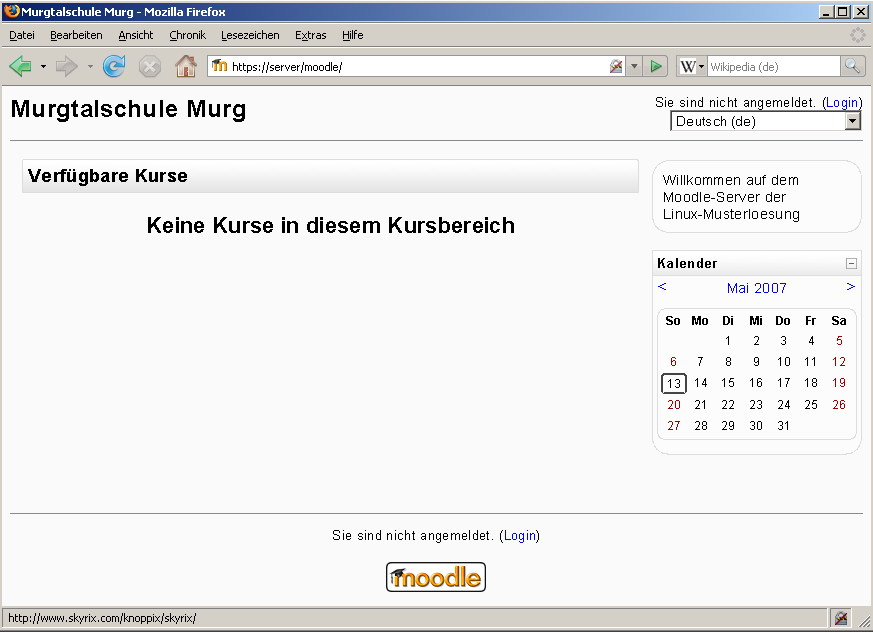 Murgtalschule Murg - Mozilla Firefox
Datei Bearbeiten Ansicht Chronik Lesezeichen Extras Hilfe
https://server/moodle/
W Wikipedia (de)
Murgtalschule Murg
Sie sind nicht angemeldet. (Login)
Deutsch (de)
Verfügbare Kurse
Keine Kurse in diesem Kursbereich
Willkommen auf dem
Moodle-Server der
Linux-Musterloesung
Kalender
< Mai 2007 >
So Mo Di Mi Do Fr Sa
1 2 3 4 5
6 7 8 9 10 11 12
13 14 15 16 17 18 19
20 21 22 23 24 25 26
27 28 29 30 31
Sie sind nicht angemeldet. (Login)
moodle
http://www.skyrix.com/knoppix/skyrix/